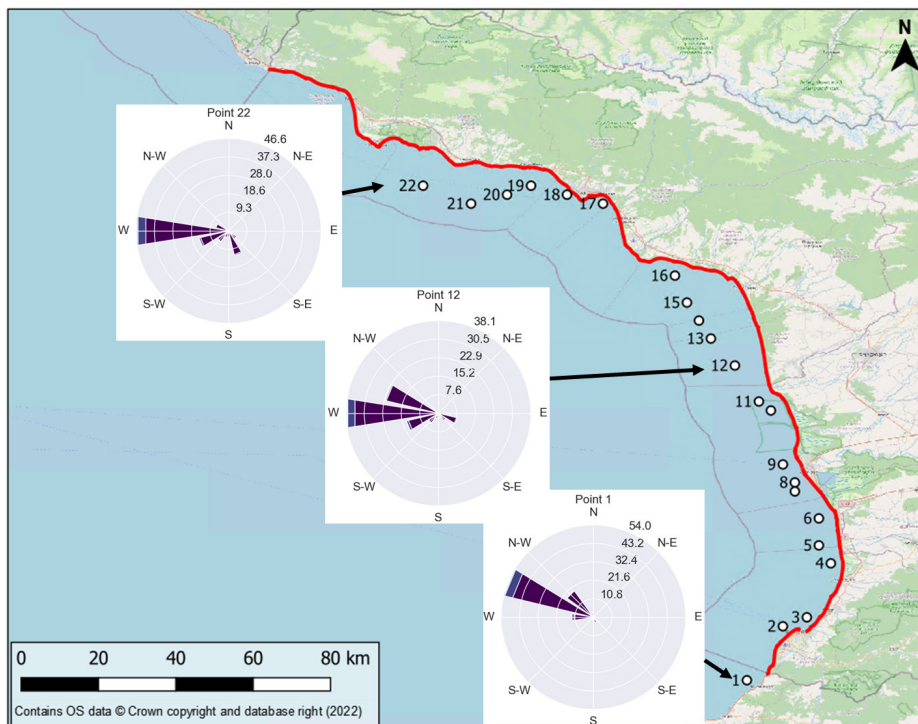 N
Point 22
N
N-W
N-E
46.6
37.3
28.0
18.6
9.3
W
E
S-W
S-E
S
22
21
20
19
18
17
16
15
13
12
11
9
8
6
5
4
3
2
1
Point 12
N
N-W
N-E
38.1
30.5
22.9
15.2
7.6
W
E
S-W
S-E
S
Point 1
N
N-W
N-E
54.0
43.2
32.4
21.6
10.8
W
E
S-W
S-E
S
0 20 40 60 80 km
Contains OS data © Crown copyright and database right (2022)